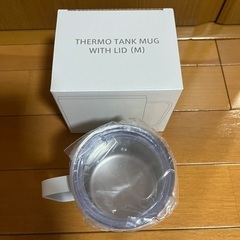 THERMO TANK MUG
WITH LID (M)